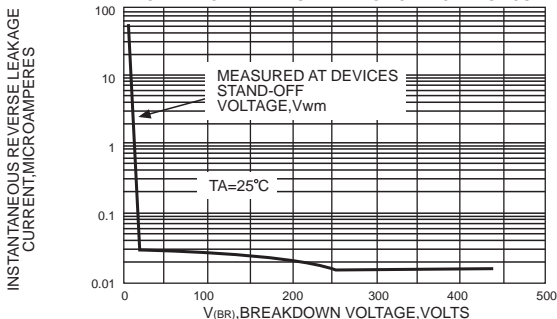 INSTANTANEOUS REVERSE LEAKAGE
CURRENT,MICROAMPERES
100
10
1
0.1
0.01
MEASURED AT DEVICES
STAND-OFF
VOLTAGE,Vwm
TA=25°C
0 100 200 300 400 500
V(BR),BREAKDOWN VOLTAGE,VOLTS